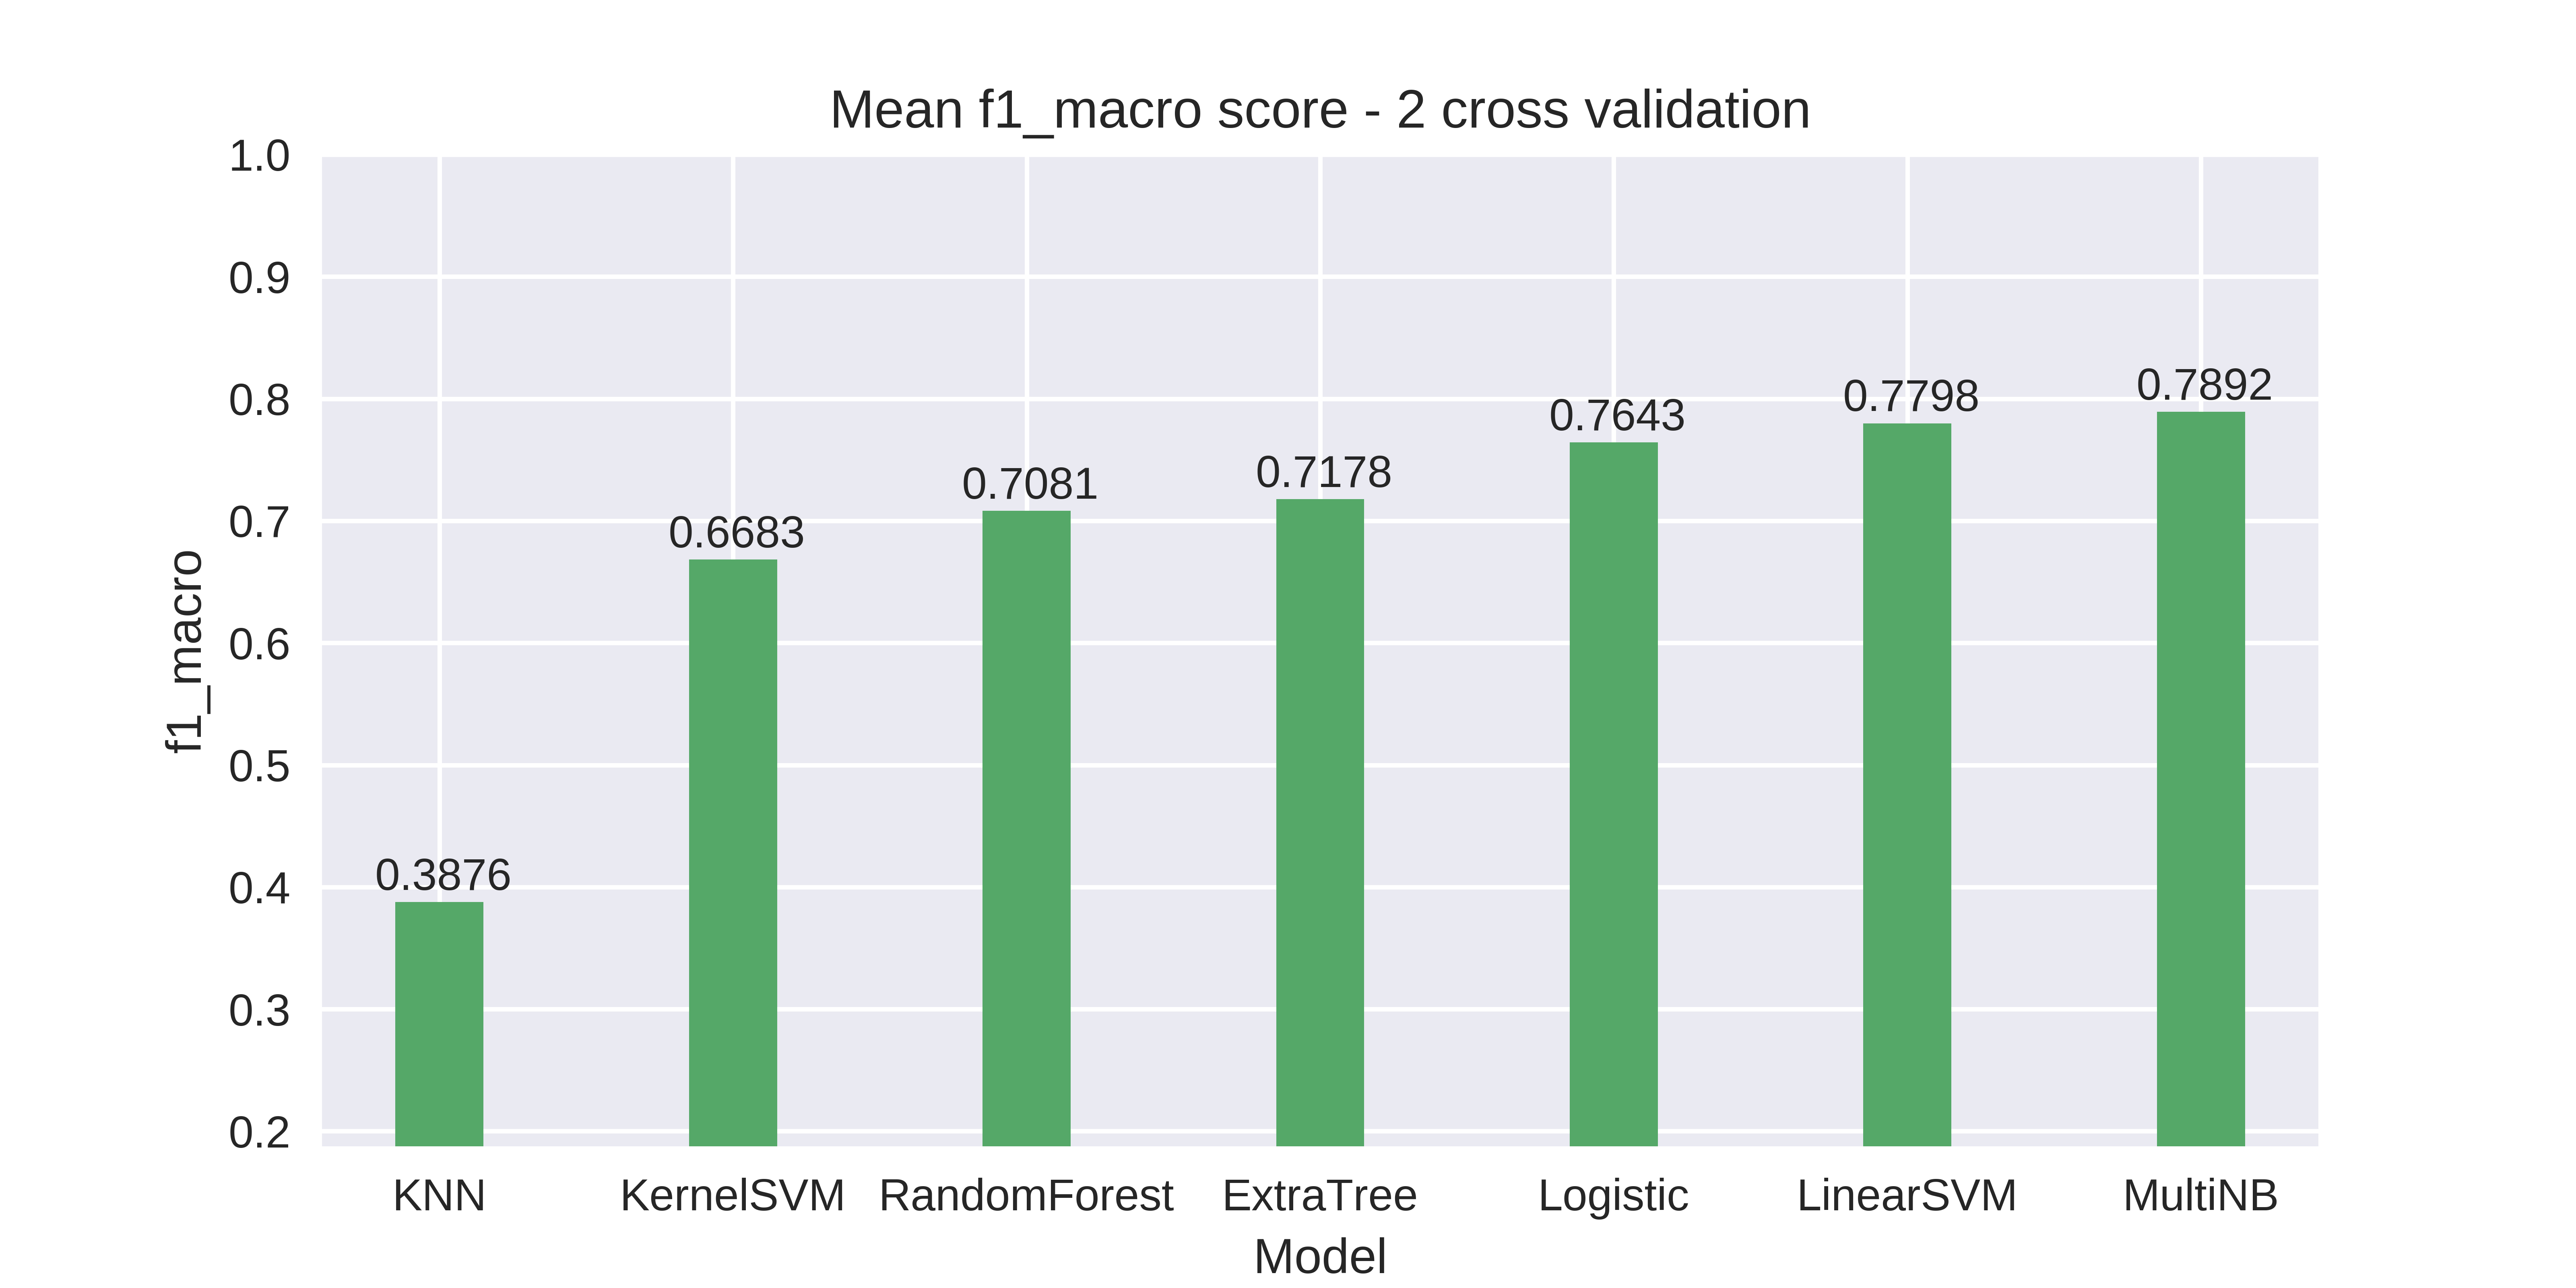 Mean f1_macro score - 2 cross validation
1.0
0.9
0.8
0.7
0.6
0.5
0.4
0.3
0.2
f1_macro
0.3876
0.6683
0.7081
0.7178
0.7643
0.7798
0.7892
KNN
KernelSVM
RandomForest
ExtraTree
Logistic
LinearSVM
MultiNB
Model